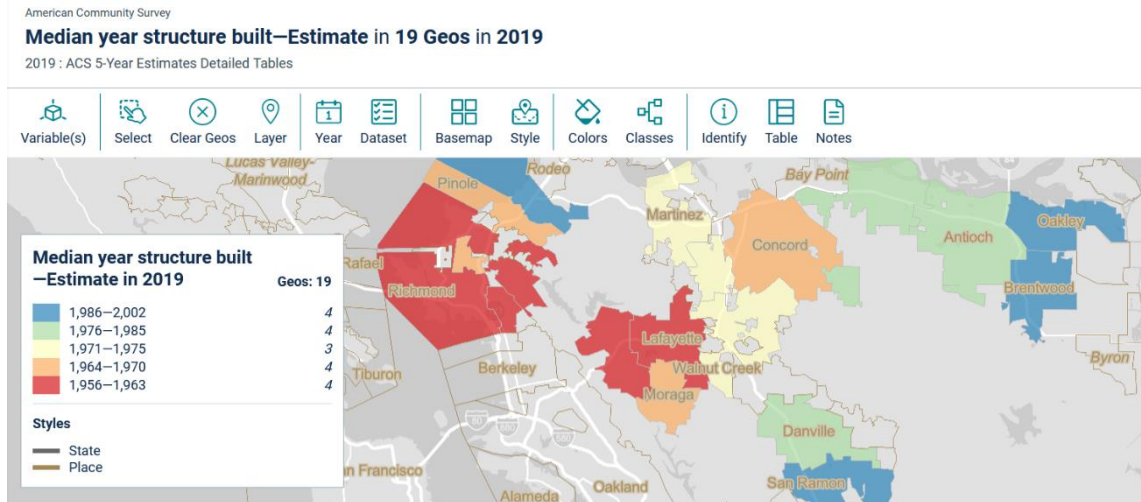 American Community Survey
Median year structure built—Estimate in 19 Geos in 2019
2019 : ACS 5-Year Estimates Detailed Tables
Variable(s) Select Clear Geos Layer Year Dataset Basemap Style Colors Classes Identify Table Notes
1
Lucas Valley-
Marinwood
Rodeo
Bay Point
Pinole
Martinez
Oakley
Concord
Antioch
Median year structure built
—Estimate in 2019 Geos: 19
Rafael
Richmond
Brentwood
1,986—2,002 4
1,976—1,985 4
1,971—1,975 3
1,964—1,970 4
1,956—1,963 4
Lafayette
Byron
Tiburon
Berkeley
Walnut Creek
Moraga
80
880
Styles
State
Place
Danville
n Francisco
San Ramon
Oakland
Alameda